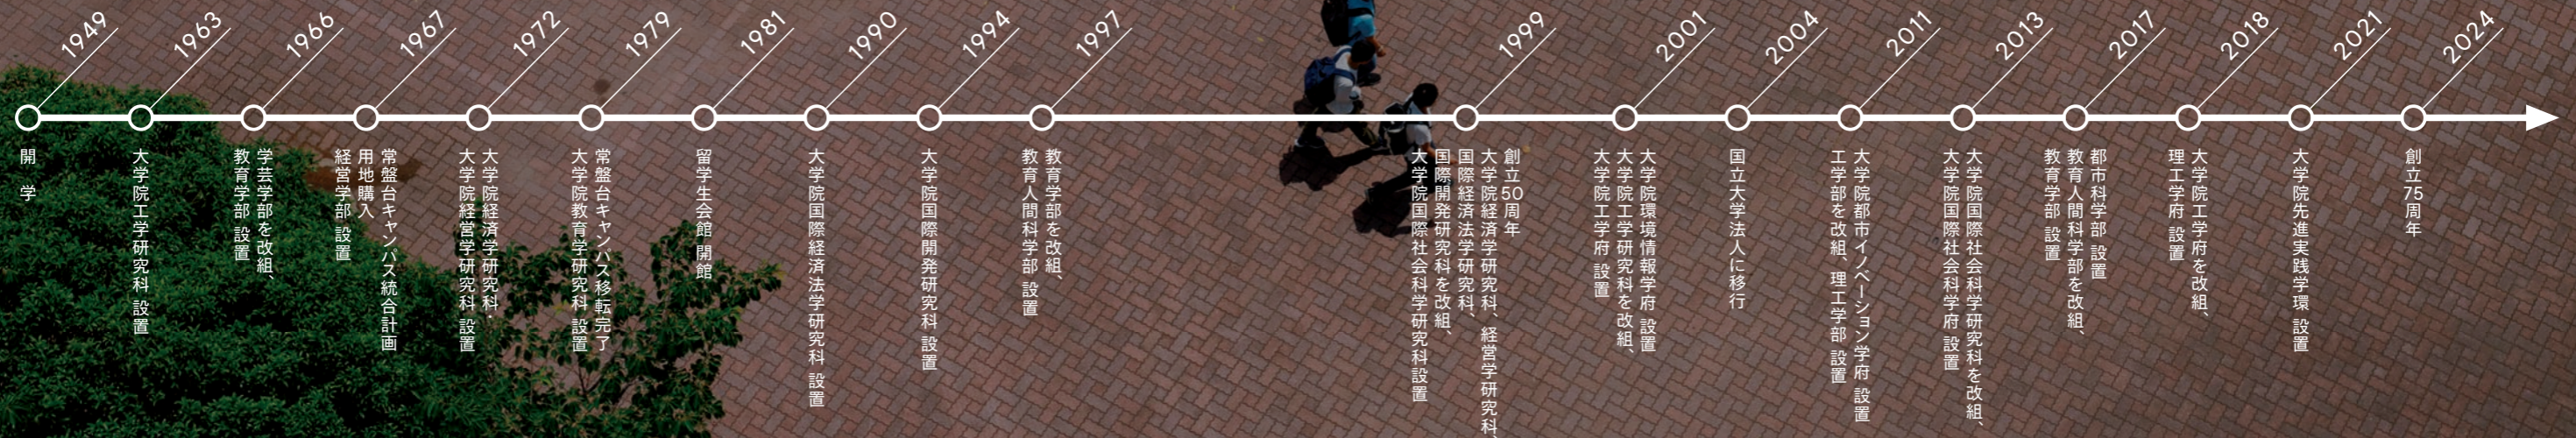 1949
開 学
1963
大学院工学研究科 設置
1966
学芸学部を改組、
教育学部 設置
1967
常盤台キャンパス統合計画
用地購入
経営学部 設置
1972
大学院経済学研究科、
大学院経営学研究科 設置
1979
常盤台キャンパス移転完了
大学院教育学研究科 設置
1981
留学生会館 開館
1990
大学院国際経済法学研究科 設置
1994
大学院国際開発研究科 設置
1997
教育学部を改組、
教育人間科学部 設置
1999
創立50周年
大学院経済学研究科、経営学研究科、
国際経済法学研究科、
国際開発研究科を改組、
大学院国際社会科学研究科設置
2001
大学院環境情報学府 設置
大学院工学研究科を改組、
大学院工学府 設置
2004
国立大学法人に移行
2011
大学院都市イノベーション学府 設置
工学部を改組、理工学部 設置
2013
大学院国際社会科学研究科を改組、
大学院国際社会科学府 設置
2017
都市科学部 設置
教育人間科学部を改組、
教育学部 設置
2018
大学院工学府を改組、
理工学府 設置
2021
大学院先進実践学環 設置
2024
創立75周年